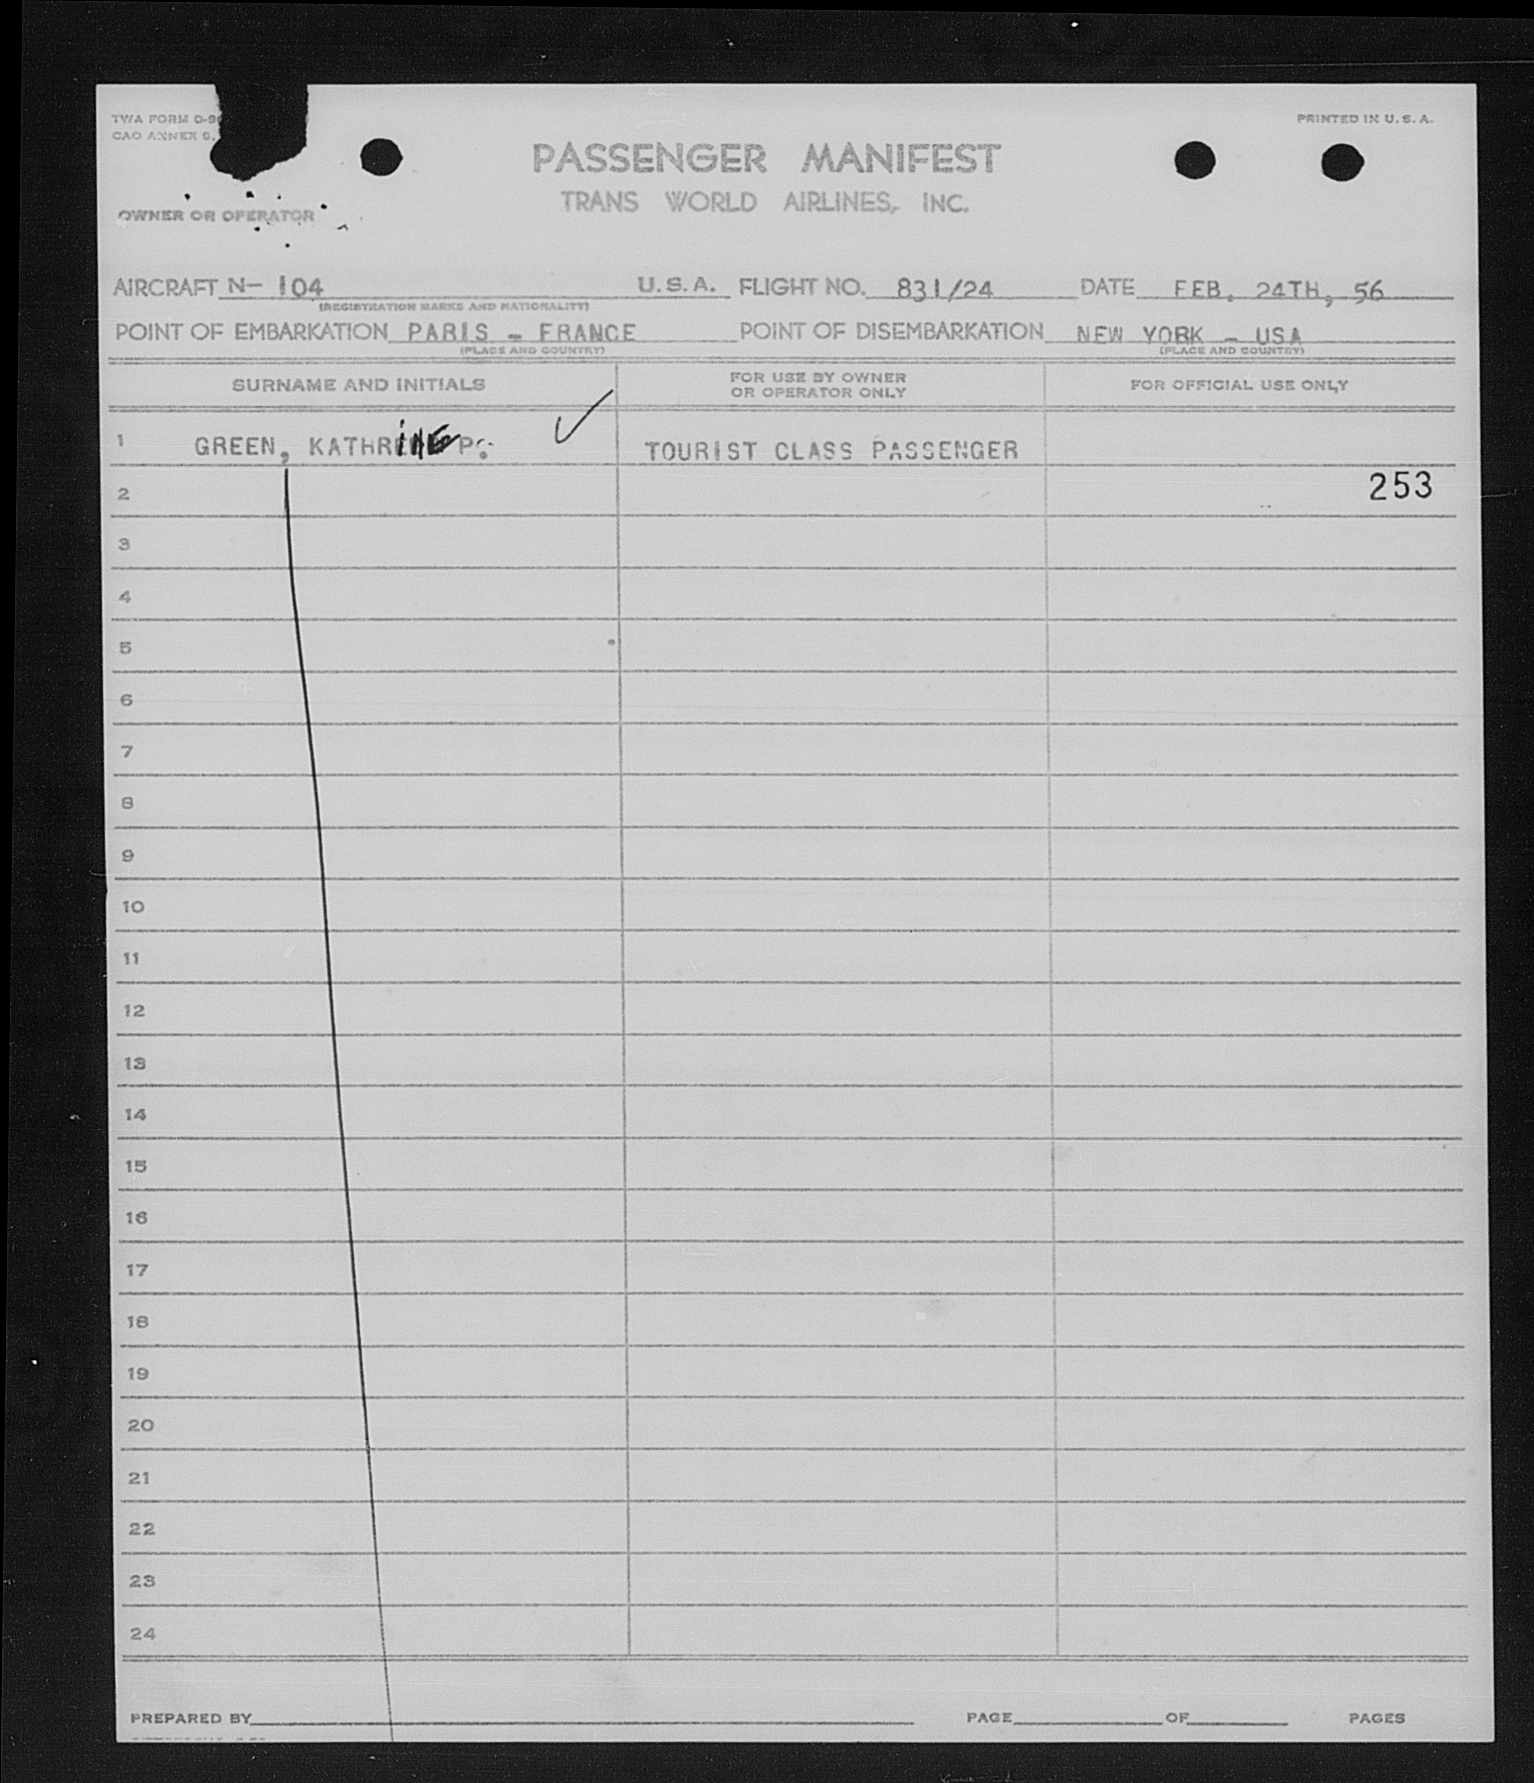 TWA FORM O-9
PRINTED IN U. S. A.
CAO ANNEX 9.
PASSENGER MANIFEST
TRANS WORLD AIRLINES, INC.
OWNER OR OPERATOR
AIRCRAFT N- 104 U. S. A. FLIGHT NO. 831/24 DATE FEB. 24TH, 56
(REGISTRATION MARKS AND NATIONALITY)
POINT OF EMBARKATION PARIS - FRANCE POINT OF DISEMBARKATION NEW YORK - USA
(PLACE AND COUNTRY) (PLACE AND COUNTRY)
SURNAME AND INITIALS FOR USE BY OWNER OR OPERATOR ONLY FOR OFFICIAL USE ONLY
1 GREEN, KATHRINE P. TOURIST CLASS PASSENGER
2 253
3
4
5
6
7
8
9
10
11
12
13
14
15
16
17
18
19
20
21
22
23
24
PREPARED BY PAGE OF PAGES